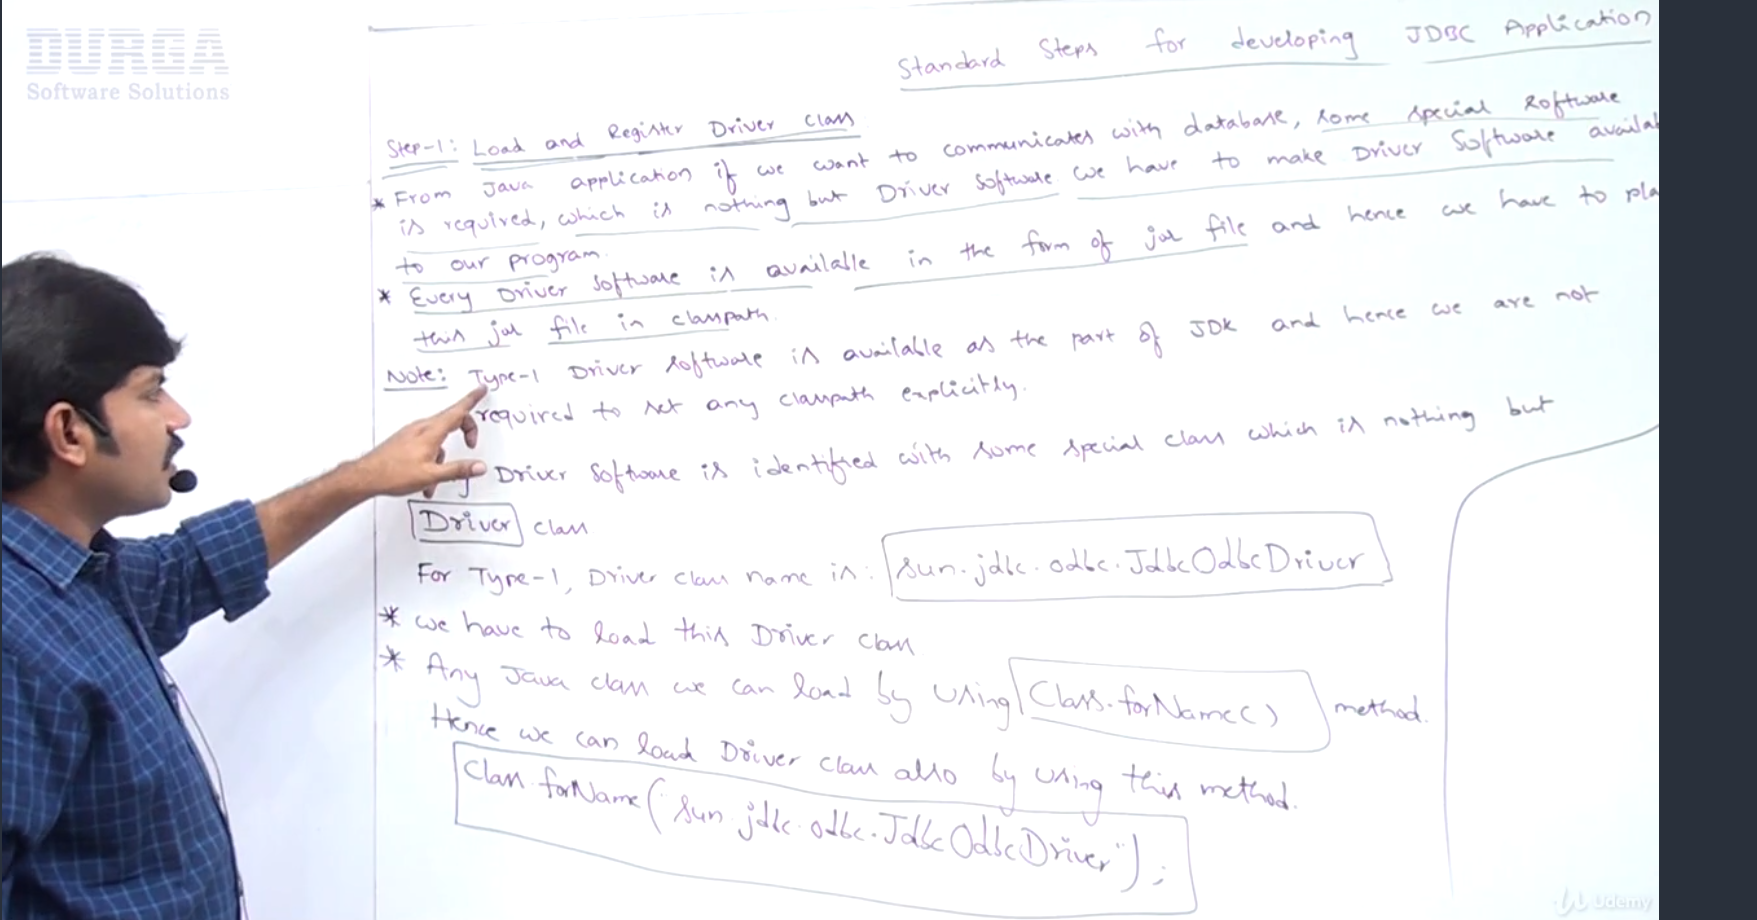 DURGA
Software Solutions
Standard Steps for developing JDBC Application
Step-1: Load and Register Driver class
* From Java application if we want to communicates with database, some special software
is required, which is nothing but Driver software we have to make Driver Software availab
to our program.
* Every Driver software is available in the form of jar file and hence we have to pla
this jar file in classpath.
Note: Type-1 Driver software is available as the part of JDK and hence we are not
required to set any classpath explicitly.
Driver software is identified with some special class which is nothing but
Driver class
For Type-1, Driver class name is: sun.jdbc.odbc.JdbcOdbcDriver
* we have to load this Driver class
* Any Java class we can load by using Class.forName() method.
Hence we can load Driver class also by using this method.
Class.forName("sun.jdbc.odbc.JdbcOdbcDriver");
Udemy